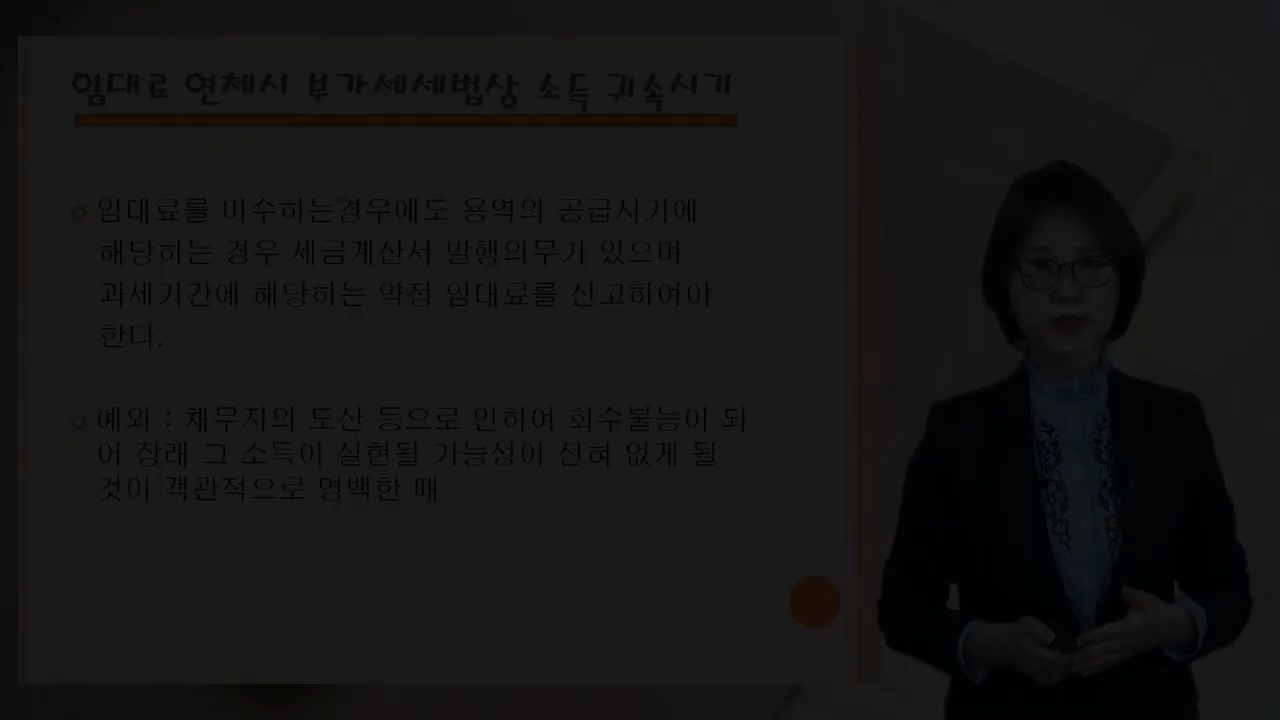 임대료 연체시 부가세세법상 소득 귀속시기
임대료를 미수하는경우에도 용역의 공급시기에
해당하는 경우 세금계산서 발행의무가 있으며
과세기간에 해당하는 약정 임대료를 신고하여야
한다.
예외 : 채무자의 도산 등으로 인하여 회수불능이 되
어 장래 그 소득이 실현될 가능성이 전혀 없게 될
것이 객관적으로 명백한 때